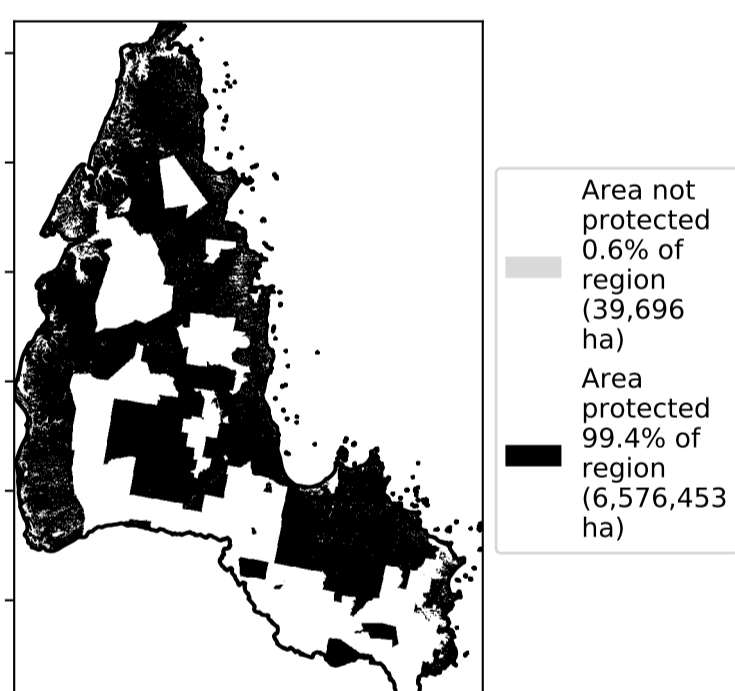 Area not
protected
0.6% of
region
(39,696
ha)
Area
protected
99.4% of
region
(6,576,453
ha)